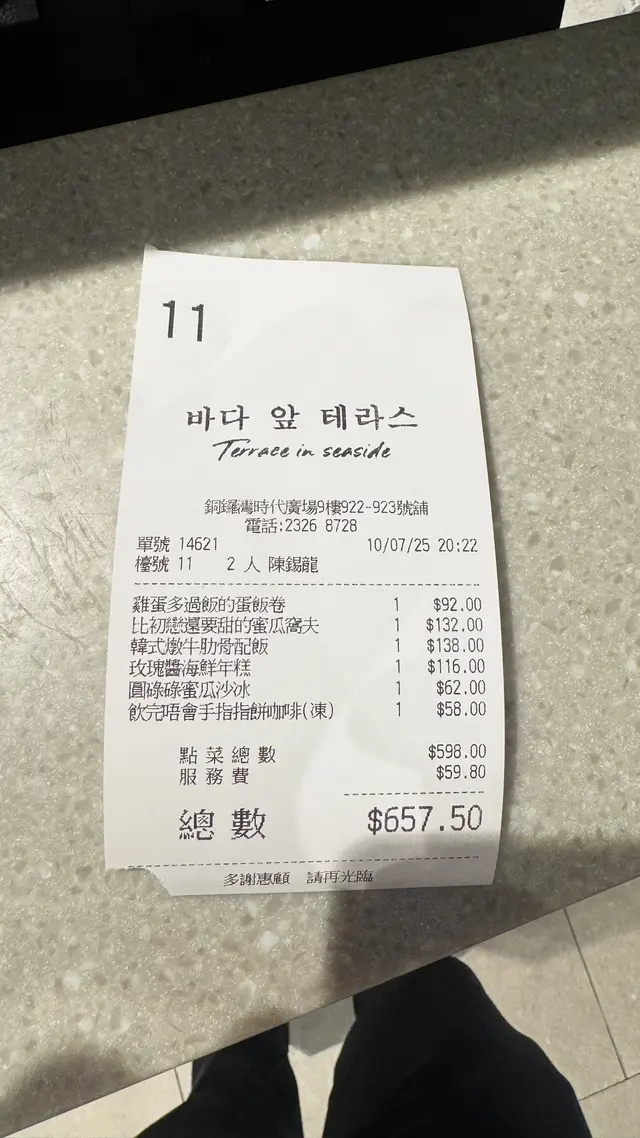 11
바다 앞 테라스
Terrace in seaside
銅鑼灣時代廣場9樓922-923號舖
電話:2326 8728
單號 14621 10/07/25 20:22
檯號 11 2 人 陳錫龍
雞蛋多過飯的蛋飯卷 1 $92.00
比初戀還要甜的蜜瓜窩夫 1 $132.00
韓式燉牛肋骨配飯 1 $138.00
玫瑰醬海鮮年糕 1 $116.00
圓碌碌蜜瓜沙冰 1 $62.00
飲完唔會手指指餅咖啡(凍) 1 $58.00
點菜總數 $598.00
服務費 $59.80
總數 $657.50
多謝惠顧 請再光臨